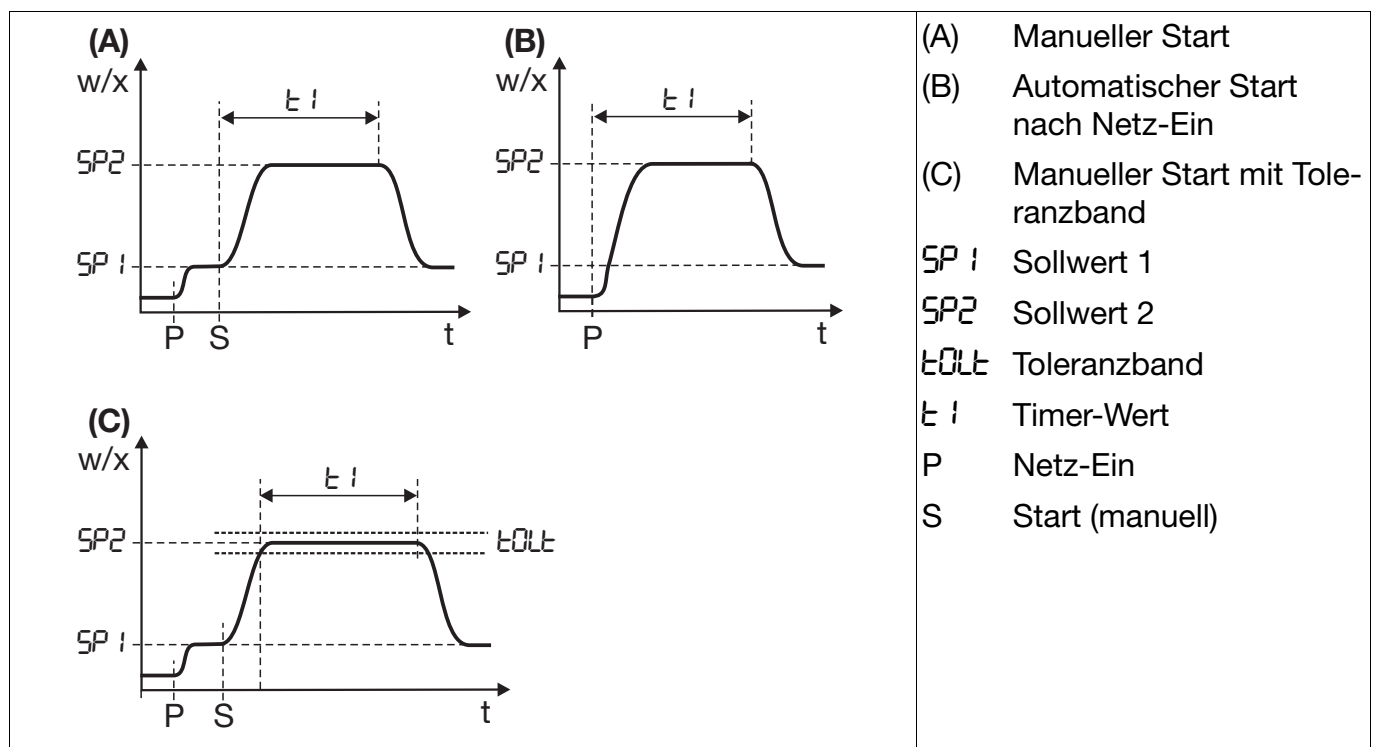 (A)
w/x
t1
SP2
SP1
P S t
(B)
w/x
t1
SP2
SP1
P t
(C)
w/x
t1
SP2
tOLt
SP1
P S t
(A) Manueller Start
(B) Automatischer Start
nach Netz-Ein
(C) Manueller Start mit Tole-
ranzband
SP1 Sollwert 1
SP2 Sollwert 2
tOLt Toleranzband
t1 Timer-Wert
P Netz-Ein
S Start (manuell)